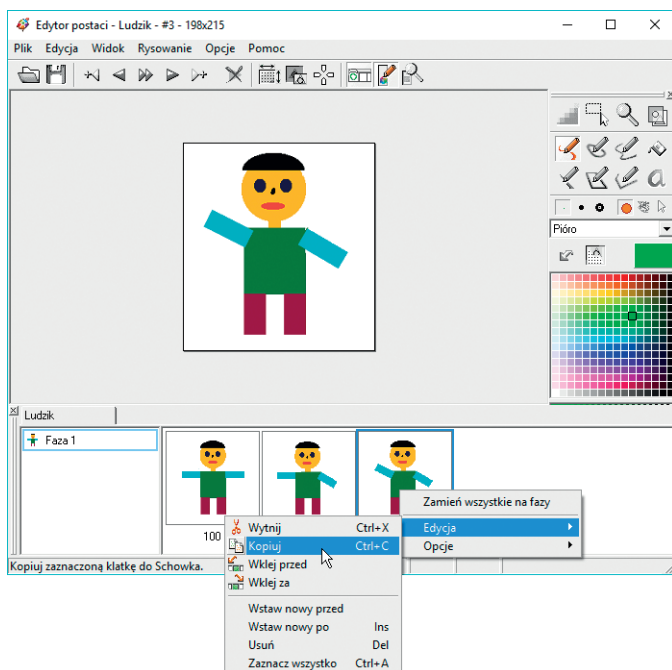 Edytor postaci - Ludzik - #3 - 198x215
Plik Edycja Widok Rysowanie Opcje Pomoc
Pióro
Ludzik
Faza 1
100
Zamień wszystkie na fazy
Edycja
Opcje
Wytnij Ctrl+X
Kopiuj Ctrl+C
Wklej przed
Wklej za
Wstaw nowy przed
Wstaw nowy po Ins
Usuń Del
Zaznacz wszystko Ctrl+A
Kopiuj zaznaczoną klatkę do Schowka.